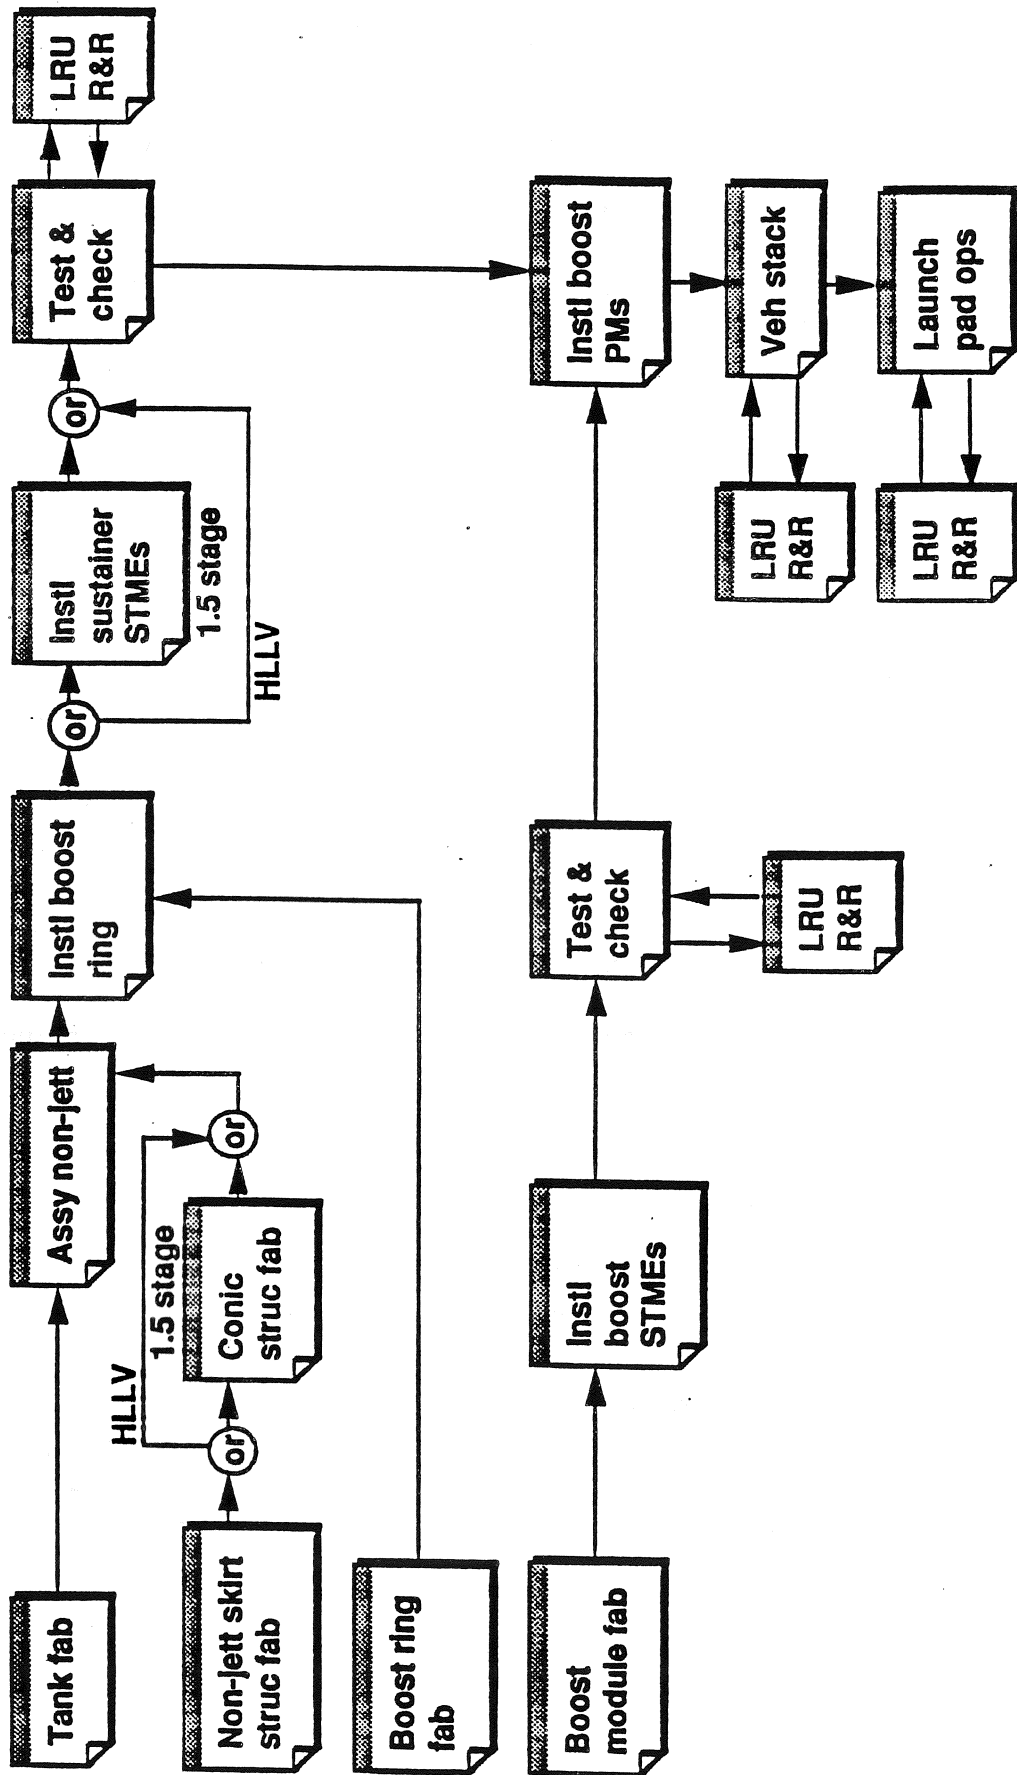 Tank fab
Assy non-jett
Instl boost
ring
or
Instl
sustainer
STMEs
or
Test &
check
LRU
R&R
1.5 stage
HLLV
HLLV
1.5 stage
Non-jett skirt
struc fab
or
Conic
struc fab
or
Boost ring
fab
Boost
module fab
Instl
boost
STMEs
Test &
check
LRU
R&R
Instl boost
PMs
Veh stack
LRU
R&R
Launch
pad ops
LRU
R&R